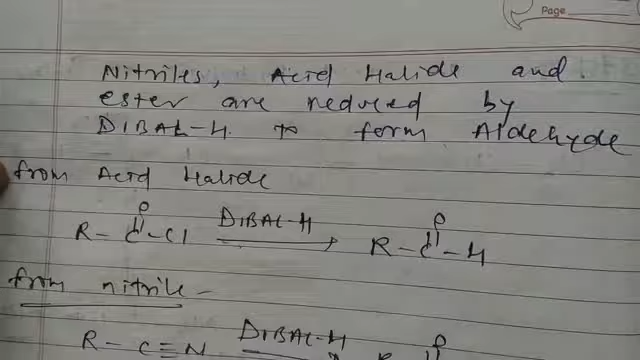 Page
Nitriles, Acid Halide and
ester are reduced by
DIBAL-H to form Aldehyde
from Acid Halide
O O
R - C - Cl DIBAL-H → R - C - H
from nitrile -
R - C≡N DIBAL-H